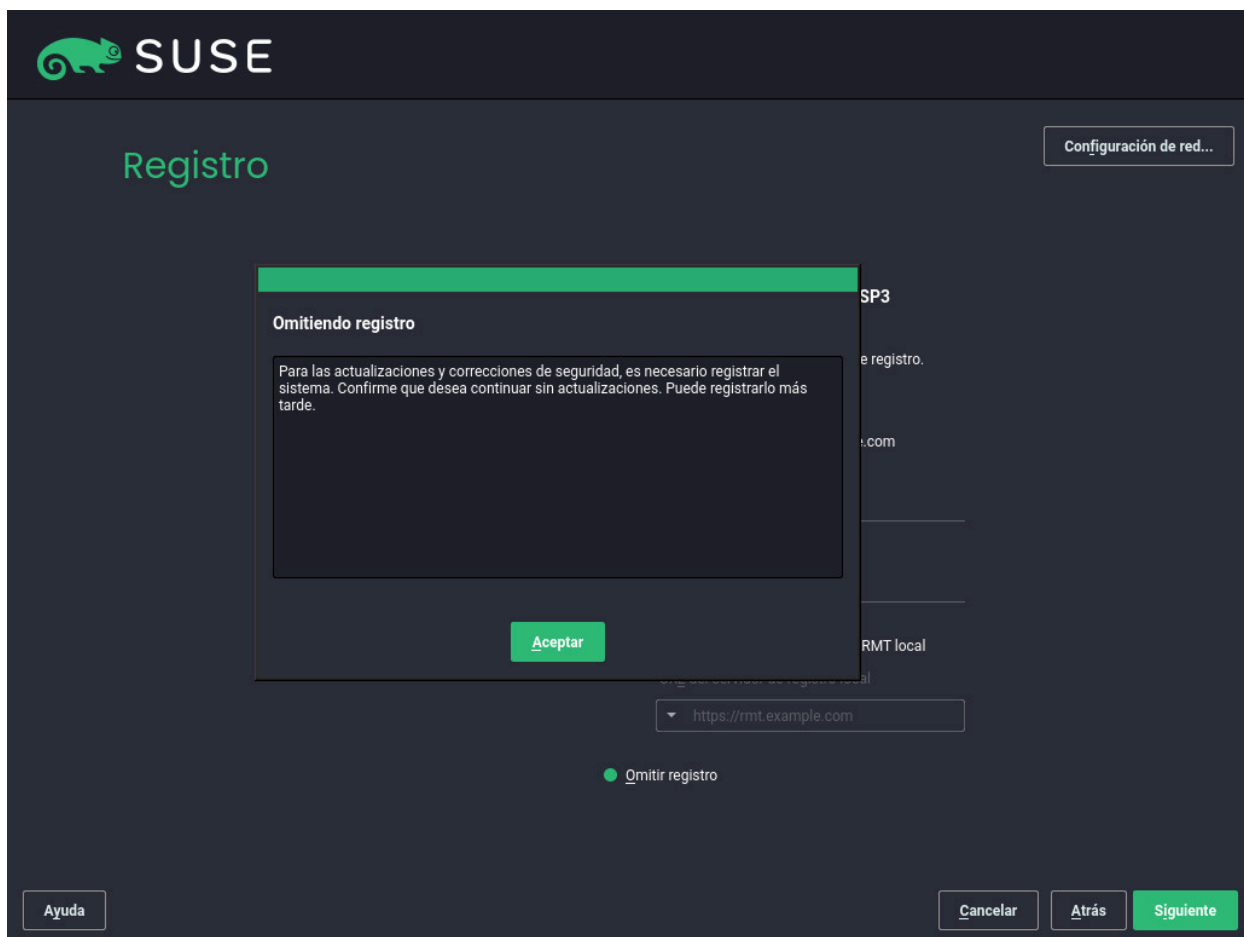 SUSE
Registro
Configuración de red...
SP3
Omitiendo registro
Para las actualizaciones y correcciones de seguridad, es necesario registrar el
sistema. Confirme que desea continuar sin actualizaciones. Puede registrarlo más
tarde.
e registro.
.com
Aceptar
RMT local
https://rmt.example.com
Omitir registro
Ayuda
Cancelar
Atrás
Siguiente